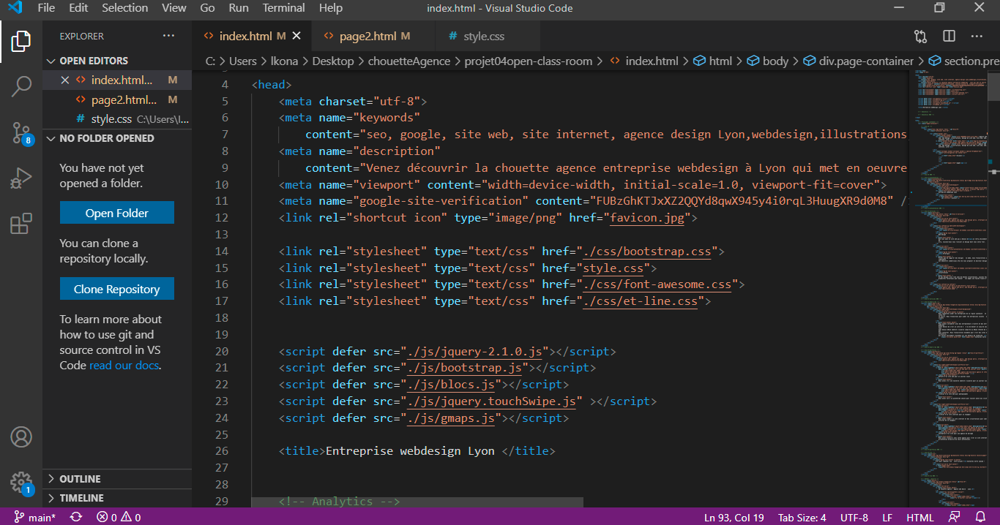 File Edit Selection View Go Run Terminal Help index.html - Visual Studio Code
EXPLORER
index.html M
page2.html M
# style.css
OPEN EDITORS
index.html... M
page2.html... M
# style.css C:\Users\l...
NO FOLDER OPENED
You have not yet
opened a folder.
Open Folder
You can clone a
repository locally.
Clone Repository
To learn more about
how to use git and
source control in VS
Code read our docs.
OUTLINE
TIMELINE
8
1
C: > Users > lkona > Desktop > chouetteAgence > projet04open-class-room > index.html > html > body > div.page-container > section.pre
4 <head>
5 <meta charset="utf-8">
6 <meta name="keywords"
7 content="seo, google, site web, site internet, agence design Lyon,webdesign,illustrations
8 <meta name="description"
9 content="Venez découvrir la chouette agence entreprise webdesign à Lyon qui met en oeuvre
10 <meta name="viewport" content="width=device-width, initial-scale=1.0, viewport-fit=cover">
11 <meta name="google-site-verification" content="FUBzGhKTJxXZ2QQYd8qwX945y4i0rqL3HuugXR9d0M8" /
12 <link rel="shortcut icon" type="image/png" href="favicon.jpg">
13
14 <link rel="stylesheet" type="text/css" href="./css/bootstrap.css">
15 <link rel="stylesheet" type="text/css" href="style.css">
16 <link rel="stylesheet" type="text/css" href="./css/font-awesome.css">
17 <link rel="stylesheet" type="text/css" href="./css/et-line.css">
18
19
20 <script defer src="./js/jquery-2.1.0.js"></script>
21 <script defer src="./js/bootstrap.js"></script>
22 <script defer src="./js/blocs.js"></script>
23 <script defer src="./js/jquery.touchSwipe.js" ></script>
24 <script defer src="./js/gmaps.js"></script>
25
26 <title>Entreprise webdesign Lyon </title>
27
28
29 <!-- Analytics -->
main* 0 0 Ln 93, Col 19 Tab Size: 4 UTF-8 LF HTML